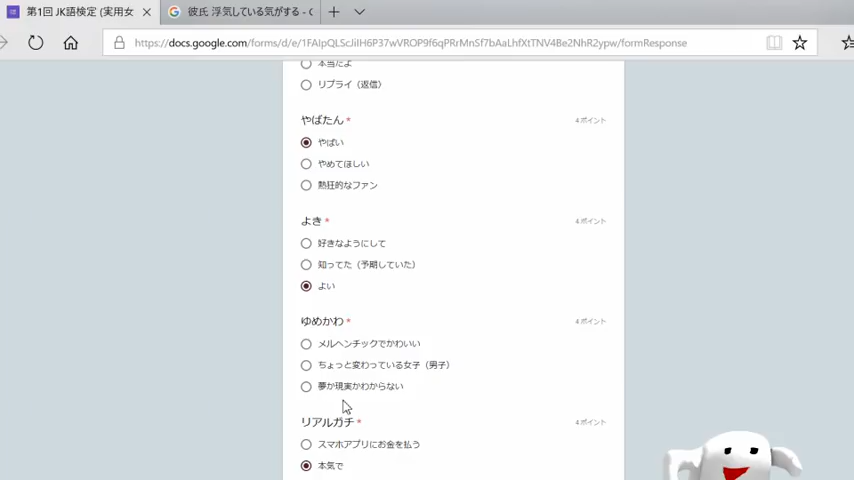 第1回 JK語検定 (実用女
彼氏 浮気している気がする - G
https://docs.google.com/forms/d/e/1FAIpQLScJiIH6P37wVROP9f6qPRrMnSf7bAaLhfXtTNV4Be2NhR2ypw/formResponse
本当だよ
リプライ（返信）
やばたん *
4 ポイント
やばい
やめてほしい
熱狂的なファン
よき *
4 ポイント
好きなようにして
知ってた（予期していた）
よい
ゆめかわ *
4 ポイント
メルヘンチックでかわいい
ちょっと変わっている女子（男子）
夢か現実かわからない
リアルガチ *
4 ポイント
スマホアプリにお金を払う
本気で